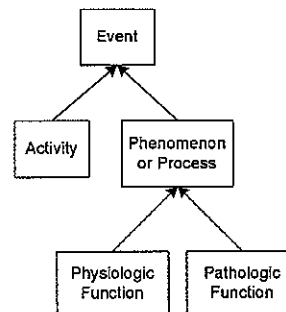 Event
Activity
Phenomenon
or Process
Physiologic
Function
Pathologic
Function